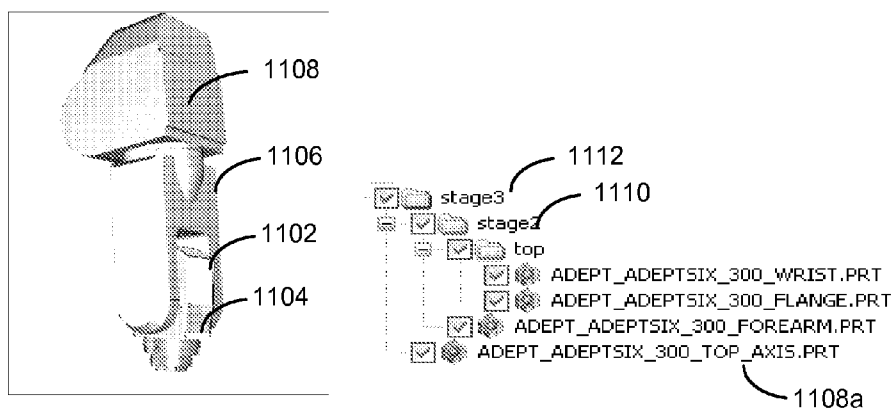 1108
1106
1102
1104
1112
1110
stage3
stage2
top
ADEPT_ADEPTSIX_300_WRIST.PRT
ADEPT_ADEPTSIX_300_FLANGE.PRT
ADEPT_ADEPTSIX_300_FOREARM.PRT
ADEPT_ADEPTSIX_300_TOP_AXIS.PRT
1108a